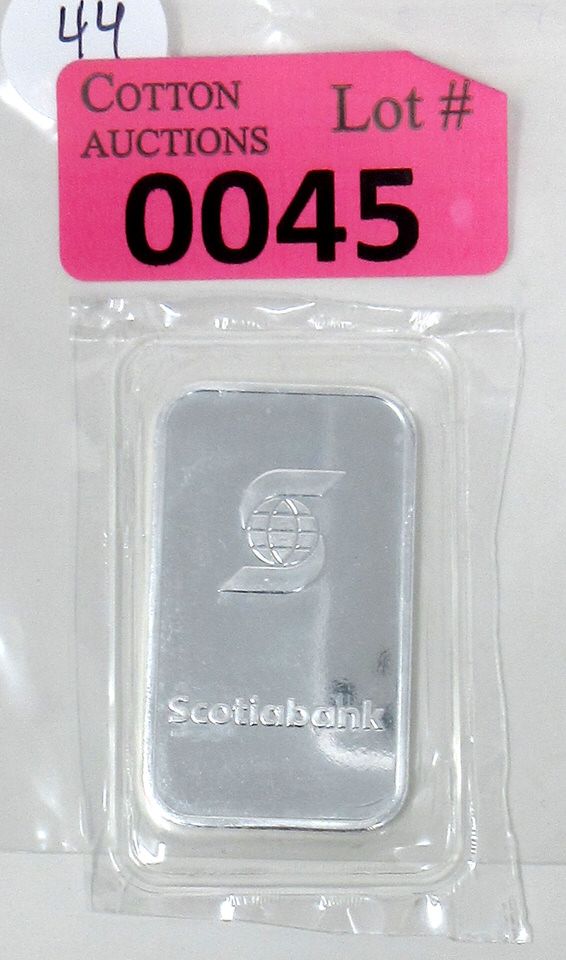 44
COTTON
AUCTIONS
Lot #
0045
Scotiabank